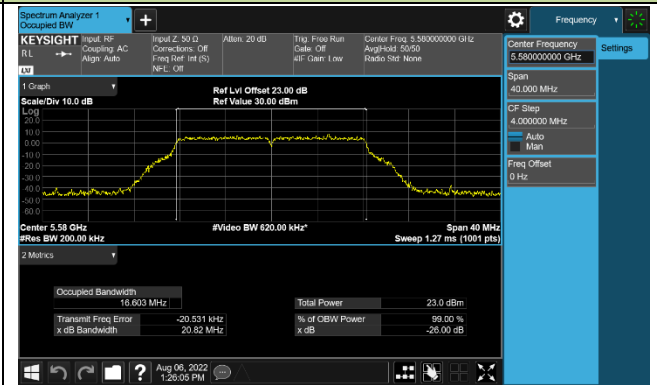 Spectrum Analyzer 1
Occupied BW
+
Frequency
KEYSIGHT
RL
LXI
Input: RF
Coupling: AC
Align: Auto
Input Z: 50 Ω
Corrections: Off
Freq Ref: Int (S)
NFE: Off
Atten: 20 dB
Trig: Free Run
Gate: Off
#IF Gain: Low
Center Freq: 5.580000000 GHz
Avg|Hold: 50/50
Radio Std: None
Center Frequency
5.580000000 GHz
Settings
Span
40.000 MHz
CF Step
4.000000 MHz
Auto
Man
Freq Offset
0 Hz
1 Graph
Scale/Div 10.0 dB
Ref Lvl Offset 23.00 dB
Ref Value 30.00 dBm
Log
20.0
10.0
0.00
-10.0
-20.0
-30.0
-40.0
-50.0
-60.0
Center 5.58 GHz
#Video BW 620.00 kHz*
Span 40 MHz
#Res BW 200.00 kHz
Sweep 1.27 ms (1001 pts)
2 Metrics
Occupied Bandwidth
16.603 MHz
Total Power
23.0 dBm
Transmit Freq Error
-20.531 kHz
% of OBW Power
99.00 %
x dB Bandwidth
20.82 MHz
x dB
-26.00 dB
?
Aug 06, 2022
1:26:05 PM